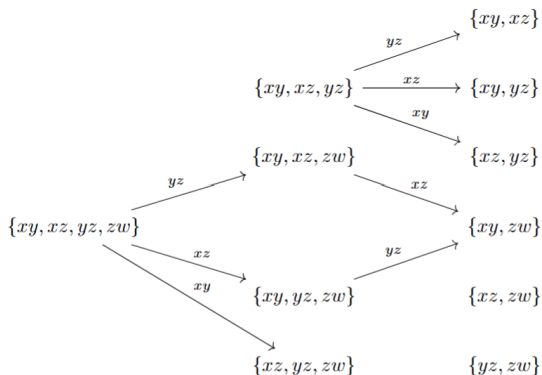 {xy, xz}
yz
{xy, xz, yz} xz {xy, yz}
xy
{xy, xz, zw} {xz, yz}
yz xz
{xy, xz, yz, zw} {xy, zw}
xz yz
xy
{xy, yz, zw} {xz, zw}
{xz, yz, zw} {yz, zw}